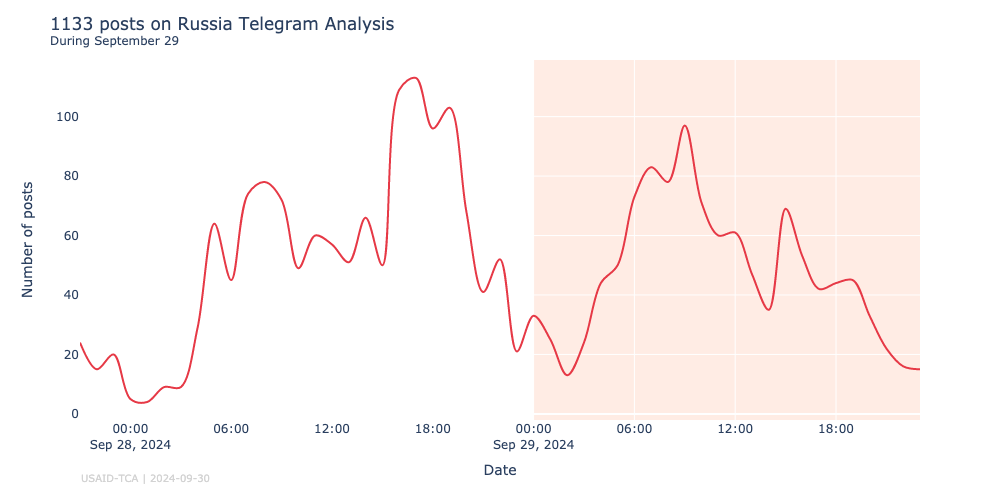 1133 posts on Russia Telegram Analysis
During September 29
Number of posts
100
80
60
40
20
0
00:00 06:00 12:00 18:00 00:00 06:00 12:00 18:00
Sep 28, 2024 Sep 29, 2024
Date
USAID-TCA | 2024-09-30